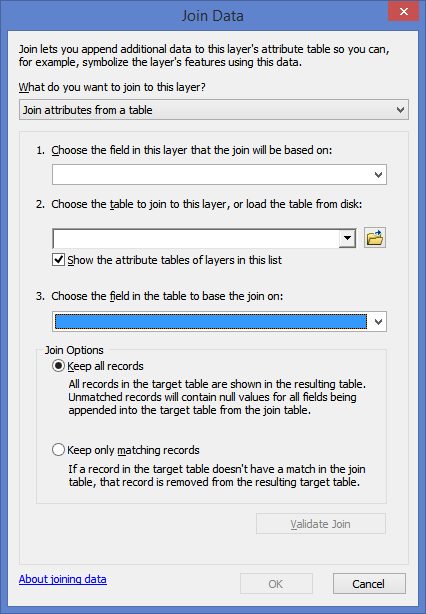 Join Data
Join lets you append additional data to this layer's attribute table so you can,
for example, symbolize the layer's features using this data.
What do you want to join to this layer?
Join attributes from a table
1. Choose the field in this layer that the join will be based on:
2. Choose the table to join to this layer, or load the table from disk:
Show the attribute tables of layers in this list
3. Choose the field in the table to base the join on:
Join Options
Keep all records
All records in the target table are shown in the resulting table.
Unmatched records will contain null values for all fields being
appended into the target table from the join table.
Keep only matching records
If a record in the target table doesn't have a match in the join
table, that record is removed from the resulting target table.
Validate Join
About joining data
OK
Cancel